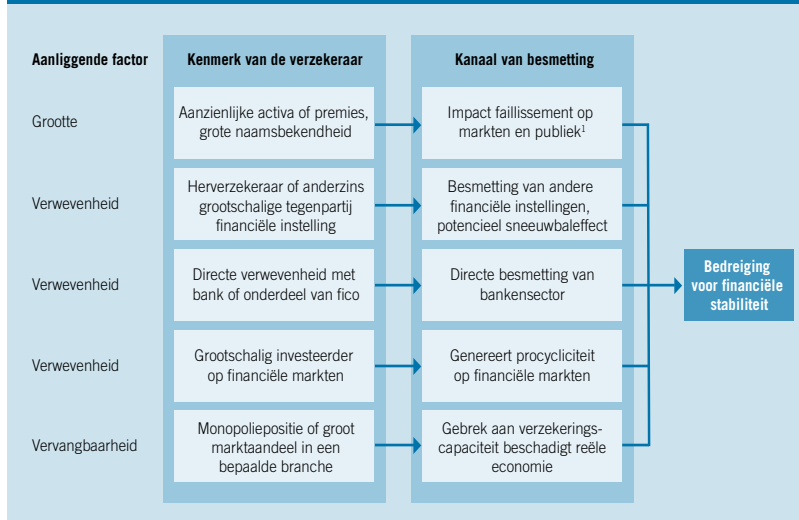 Aanliggende factor
Kenmerk van de verzekeraar
Kanaal van besmetting
Grootte
Aanzienlijke activa of premies,
grote naamsbekendheid
Impact faillissement op
markten en publiek¹
Verwevenheid
Herverzekeraar of anderzins
grootschalige tegenpartij
financiële instelling
Besmetting van andere
financiële instellingen,
potencieel sneeuwbaleffect
Verwevenheid
Directe verwevenheid met
bank of onderdeel van fico
Directe besmetting van
bankensector
Verwevenheid
Grootschalig investeerder
op financiële markten
Genereert procycliciteit
op financiële markten
Vervangbaarheid
Monopoliepositie of groot
marktaandeel in een
bepaalde branche
Gebrek aan verzekerings-
capaciteit beschadigt reële
economie
Bedreiging
voor financiële
stabiliteit